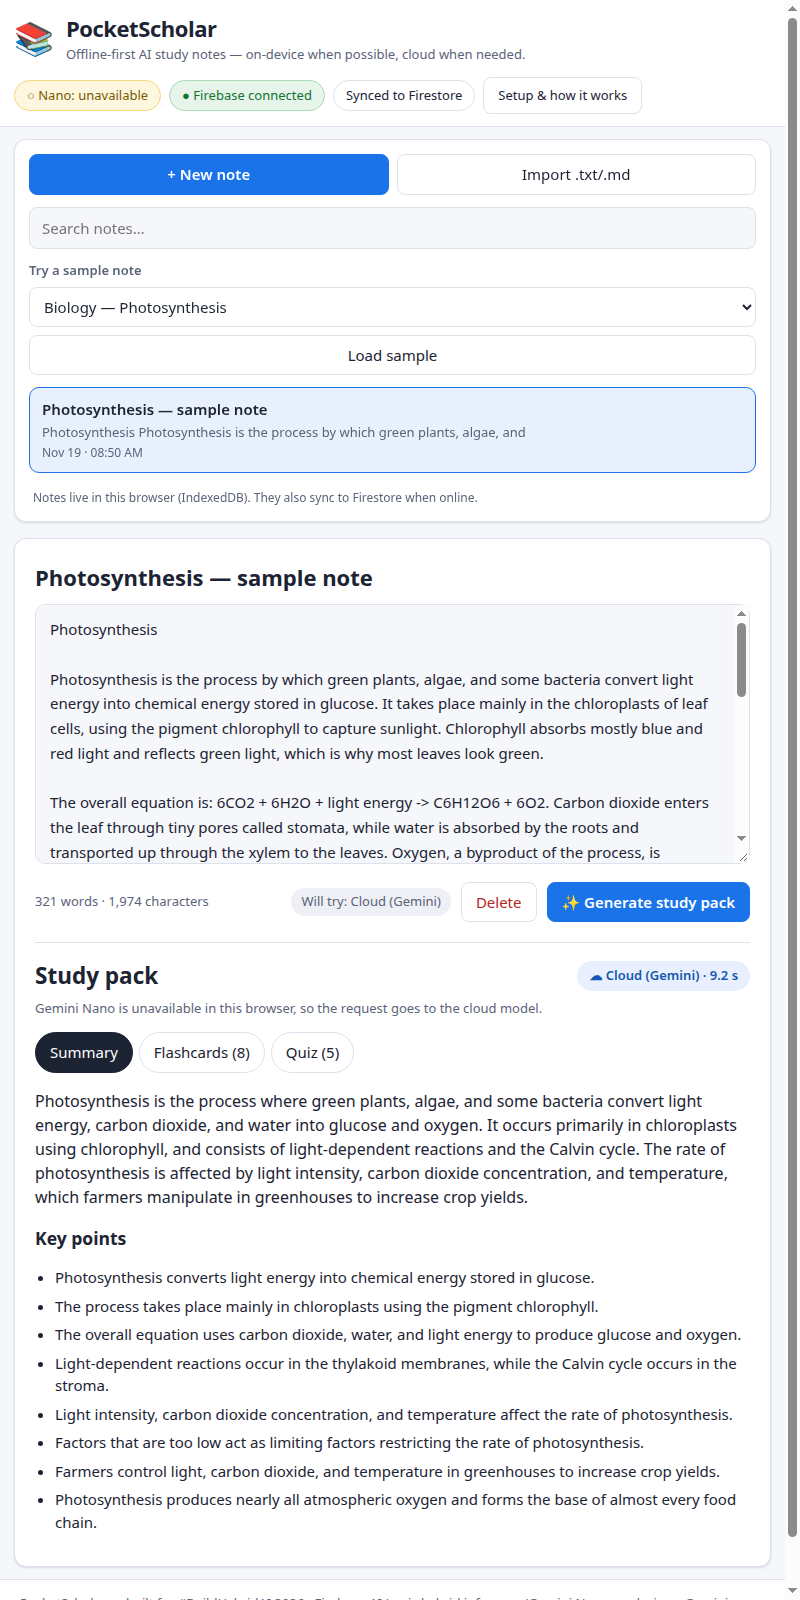 PocketScholar
Offline-first AI study notes — on-device when possible, cloud when needed.
○ Nano: unavailable
● Firebase connected
Synced to Firestore
Setup & how it works
+ New note
Import .txt/.md
Search notes...
Try a sample note
Biology — Photosynthesis
Load sample
Photosynthesis — sample note
Photosynthesis Photosynthesis is the process by which green plants, algae, and
Nov 19 · 08:50 AM
Notes live in this browser (IndexedDB). They also sync to Firestore when online.
Photosynthesis — sample note
Photosynthesis
Photosynthesis is the process by which green plants, algae, and some bacteria convert light
energy into chemical energy stored in glucose. It takes place mainly in the chloroplasts of leaf
cells, using the pigment chlorophyll to capture sunlight. Chlorophyll absorbs mostly blue and
red light and reflects green light, which is why most leaves look green.
The overall equation is: 6CO2 + 6H2O + light energy -> C6H12O6 + 6O2. Carbon dioxide enters
the leaf through tiny pores called stomata, while water is absorbed by the roots and
transported up through the xylem to the leaves. Oxygen, a byproduct of the process, is
321 words · 1,974 characters
Will try: Cloud (Gemini)
Delete
✨ Generate study pack
Study pack
☁ Cloud (Gemini) · 9.2 s
Gemini Nano is unavailable in this browser, so the request goes to the cloud model.
Summary
Flashcards (8)
Quiz (5)
Photosynthesis is the process where green plants, algae, and some bacteria convert light
energy, carbon dioxide, and water into glucose and oxygen. It occurs primarily in chloroplasts
using chlorophyll, and consists of light-dependent reactions and the Calvin cycle. The rate of
photosynthesis is affected by light intensity, carbon dioxide concentration, and temperature,
which farmers manipulate in greenhouses to increase crop yields.
Key points
• Photosynthesis converts light energy into chemical energy stored in glucose.
• The process takes place mainly in chloroplasts using the pigment chlorophyll.
• The overall equation uses carbon dioxide, water, and light energy to produce glucose and oxygen.
• Light-dependent reactions occur in the thylakoid membranes, while the Calvin cycle occurs in the
stroma.
• Light intensity, carbon dioxide concentration, and temperature affect the rate of photosynthesis.
• Factors that are too low act as limiting factors restricting the rate of photosynthesis.
• Farmers control light, carbon dioxide, and temperature in greenhouses to increase crop yields.
• Photosynthesis produces nearly all atmospheric oxygen and forms the base of almost every food
chain.